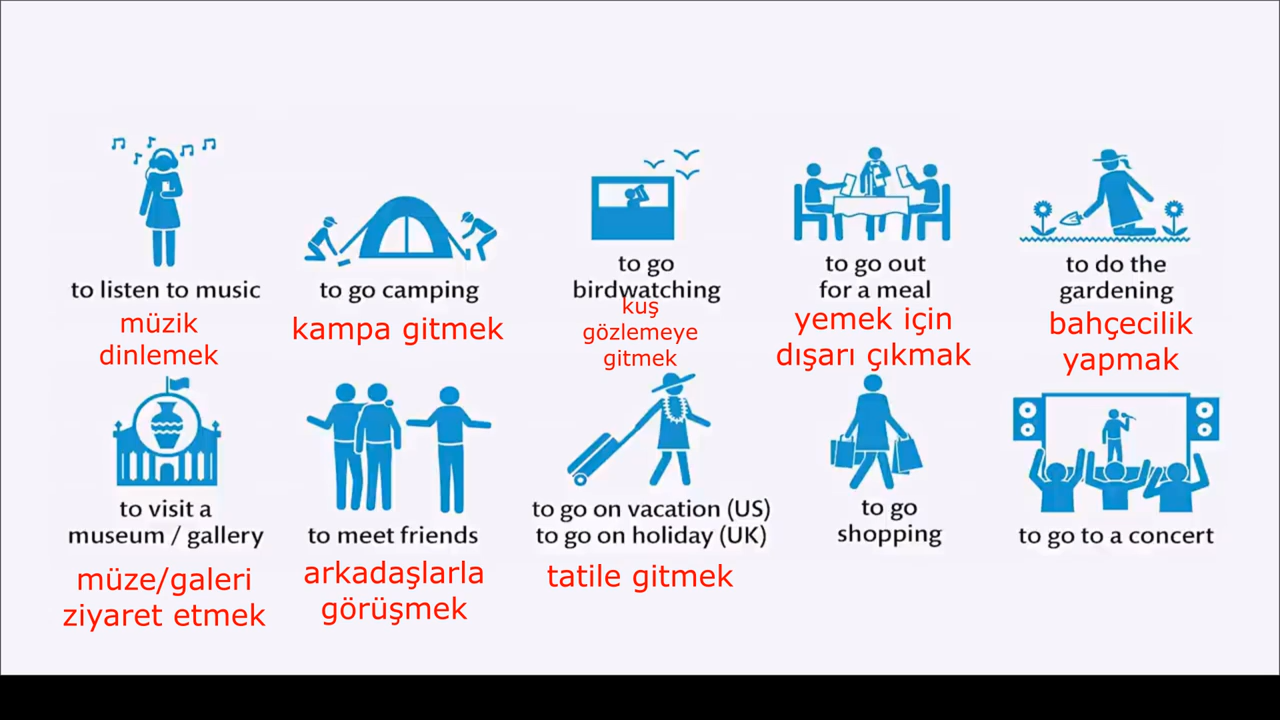 to listen to music
müzik
dinlemek
to go camping
kampa gitmek
to go
birdwatching
kuş
gözlemeye
gitmek
to go out
for a meal
yemek için
dışarı çıkmak
to do the
gardening
bahçecilik
yapmak
to visit a
museum / gallery
müze/galeri
ziyaret etmek
to meet friends
arkadaşlarla
görüşmek
to go on vacation (US)
to go on holiday (UK)
tatile gitmek
to go
shopping
to go to a concert